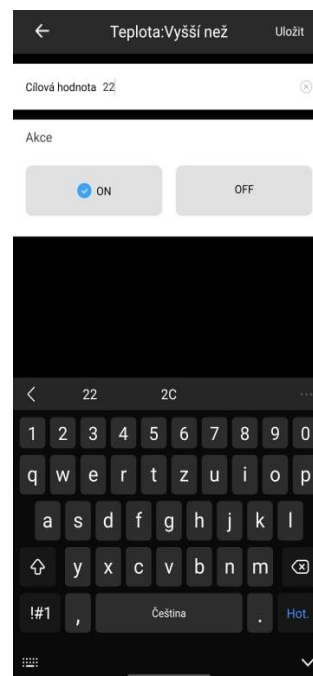 Teplota:Vyšší než Uložit
Cílová hodnota 22
Akce
ON OFF
22 2C
1 2 3 4 5 6 7 8 9 0
q w e r t z u i o p
a s d f g h j k l
y x c v b n m
!#1 , Čeština . Hot.